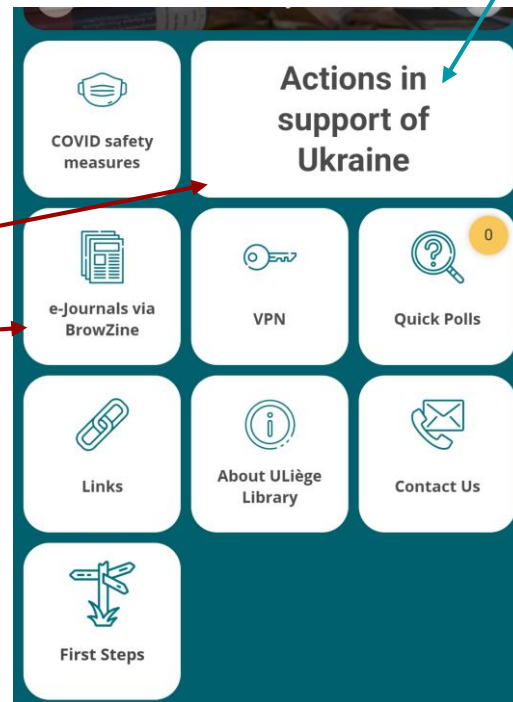 COVID safety
measures
Actions in
support of
Ukraine
e-Journals via
BrowZine
VPN
0
Quick Polls
Links
About ULiège
Library
Contact Us
First Steps